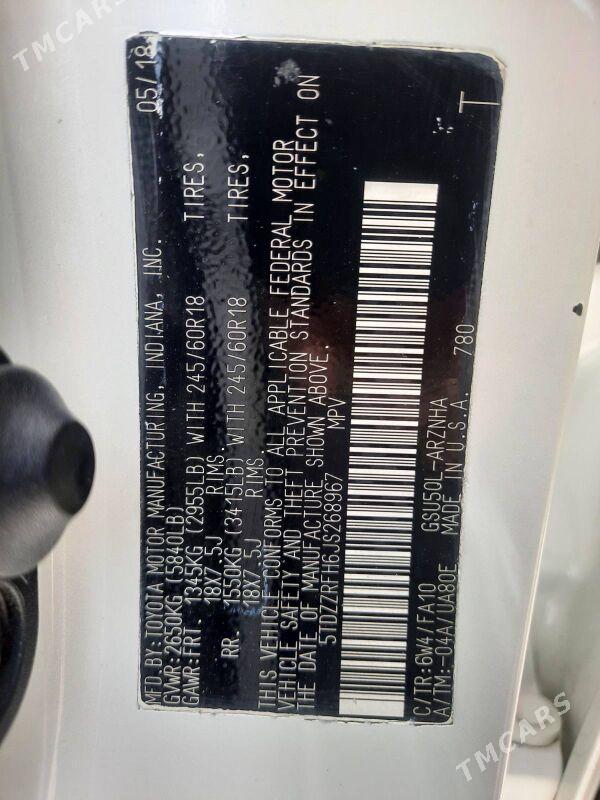 TMCARS
MFD.BY:TOYOTA MOTOR MANUFACTURING, INDIANA, INC. 05/18
GVWR:2650KG (5840LB)
GAWR:FRT. 1345KG (2955LB) WITH 245/60R18 TIRES,
18X7.5J RIMS.
RR. 1550KG (3415LB) WITH 245/60R18 TIRES,
18X7.5J RIMS.
THIS VEHICLE CONFORMS TO ALL APPLICABLE FEDERAL MOTOR
VEHICLE SAFETY AND THEFT PREVENTION STANDARDS IN EFFECT ON
THE DATE OF MANUFACTURE SHOWN ABOVE.
5TDZZRFH6JS268967 MPV
C/TR:6W4/FA10 GSU50L-ARZNHA 780 T
A/TM:-04A/UA80E MADE IN U.S.A.
TMCARS